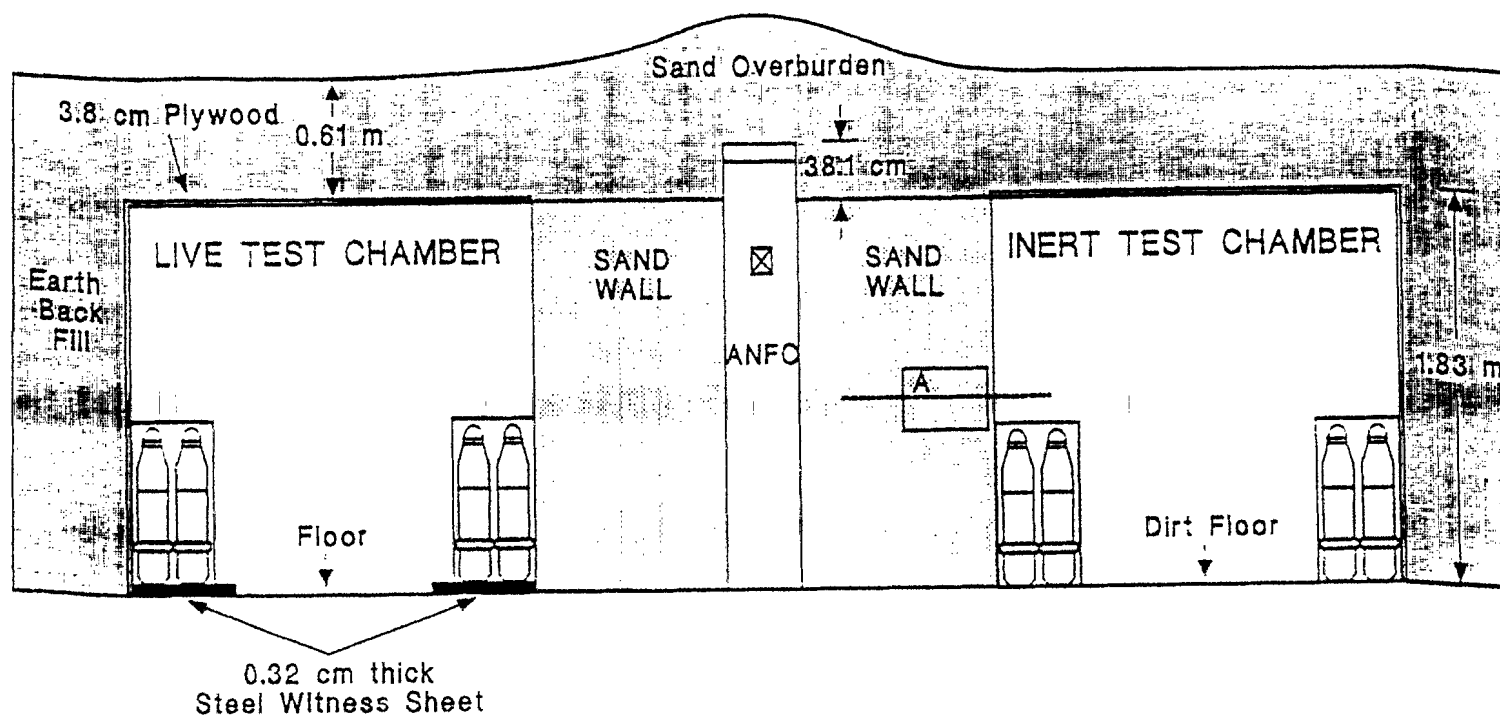 Sand Overburden
3.8 cm Plywood
0.61 m
38.1 cm
LIVE TEST CHAMBER
SAND
WALL
SAND
WALL
INERT TEST CHAMBER
Earth
Back
Fill
ANFO
1.83 m
A
Floor
Dirt Floor
0.32 cm thick
Steel Witness Sheet